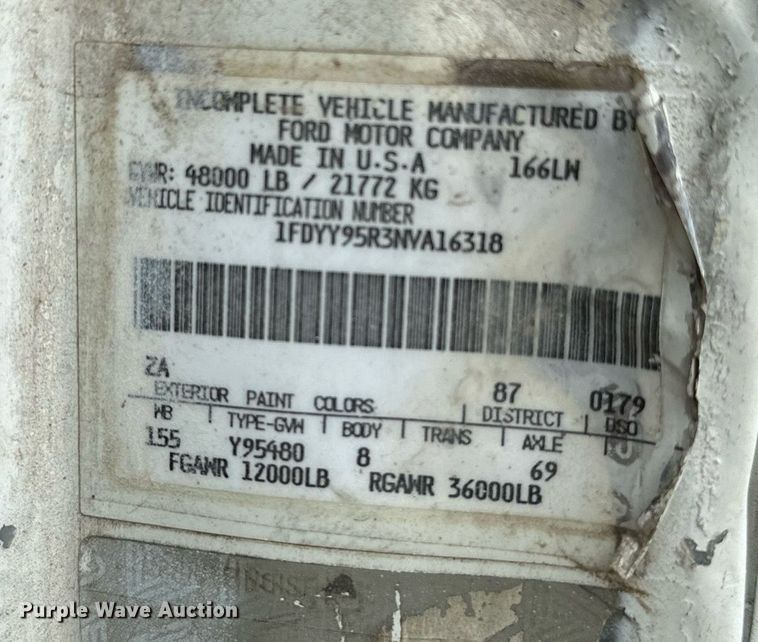 INCOMPLETE VEHICLE MANUFACTURED BY
FORD MOTOR COMPANY
MADE IN U.S.A 166LW
GVWR: 48000 LB / 21772 KG
VEHICLE IDENTIFICATION NUMBER
1FDYY95R3NVA16318
ZA 87 0179
EXTERIOR PAINT COLORS DISTRICT DSO
WB TYPE-GVW BODY TRANS AXLE
155 Y95480 8 69
FGAWR 12000LB RGAWR 36000LB
Purple Wave Auction